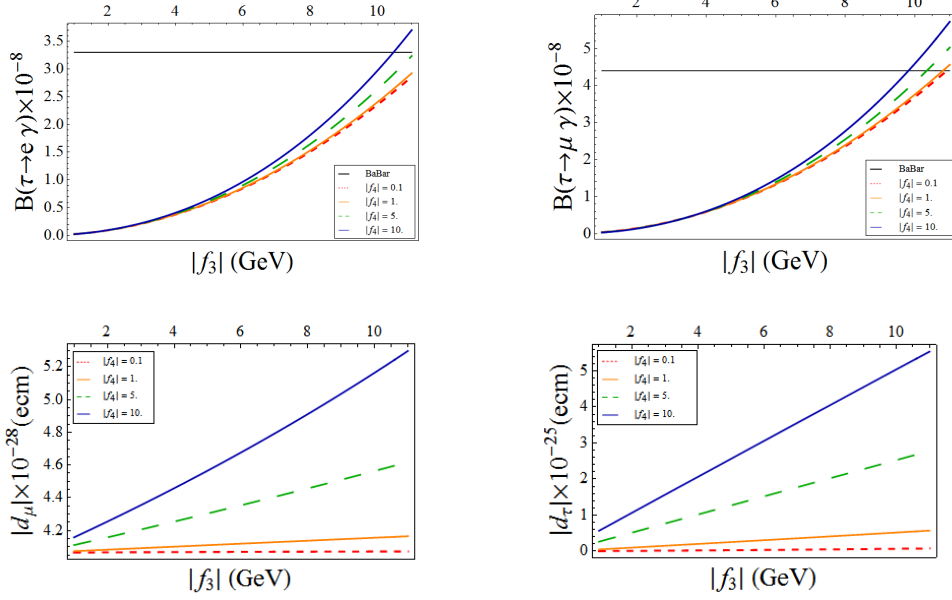 2 4 6 8 10
B(τ→e γ)×10⁻⁸
3.5
3.0
2.5
2.0
1.5
1.0
0.5
0.0
BaBar
|f₄| = 0.1
|f₄| = 1.
|f₄| = 5.
|f₄| = 10.
|f₃| (GeV)
2 4 6 8 10
B(τ→μ γ)×10⁻⁸
5
4
3
2
1
0
BaBar
|f₄| = 0.1
|f₄| = 1.
|f₄| = 5.
|f₄| = 10.
|f₃| (GeV)
2 4 6 8 10
|d_μ|×10⁻²⁸(ecm)
5.2
5.0
4.8
4.6
4.4
4.2
|f₄| = 0.1
|f₄| = 1.
|f₄| = 5.
|f₄| = 10.
|f₃| (GeV)
2 4 6 8 10
|d_τ|×10⁻²⁵(ecm)
5
4
3
2
1
0
|f₄| = 0.1
|f₄| = 1.
|f₄| = 5.
|f₄| = 10.
|f₃| (GeV)